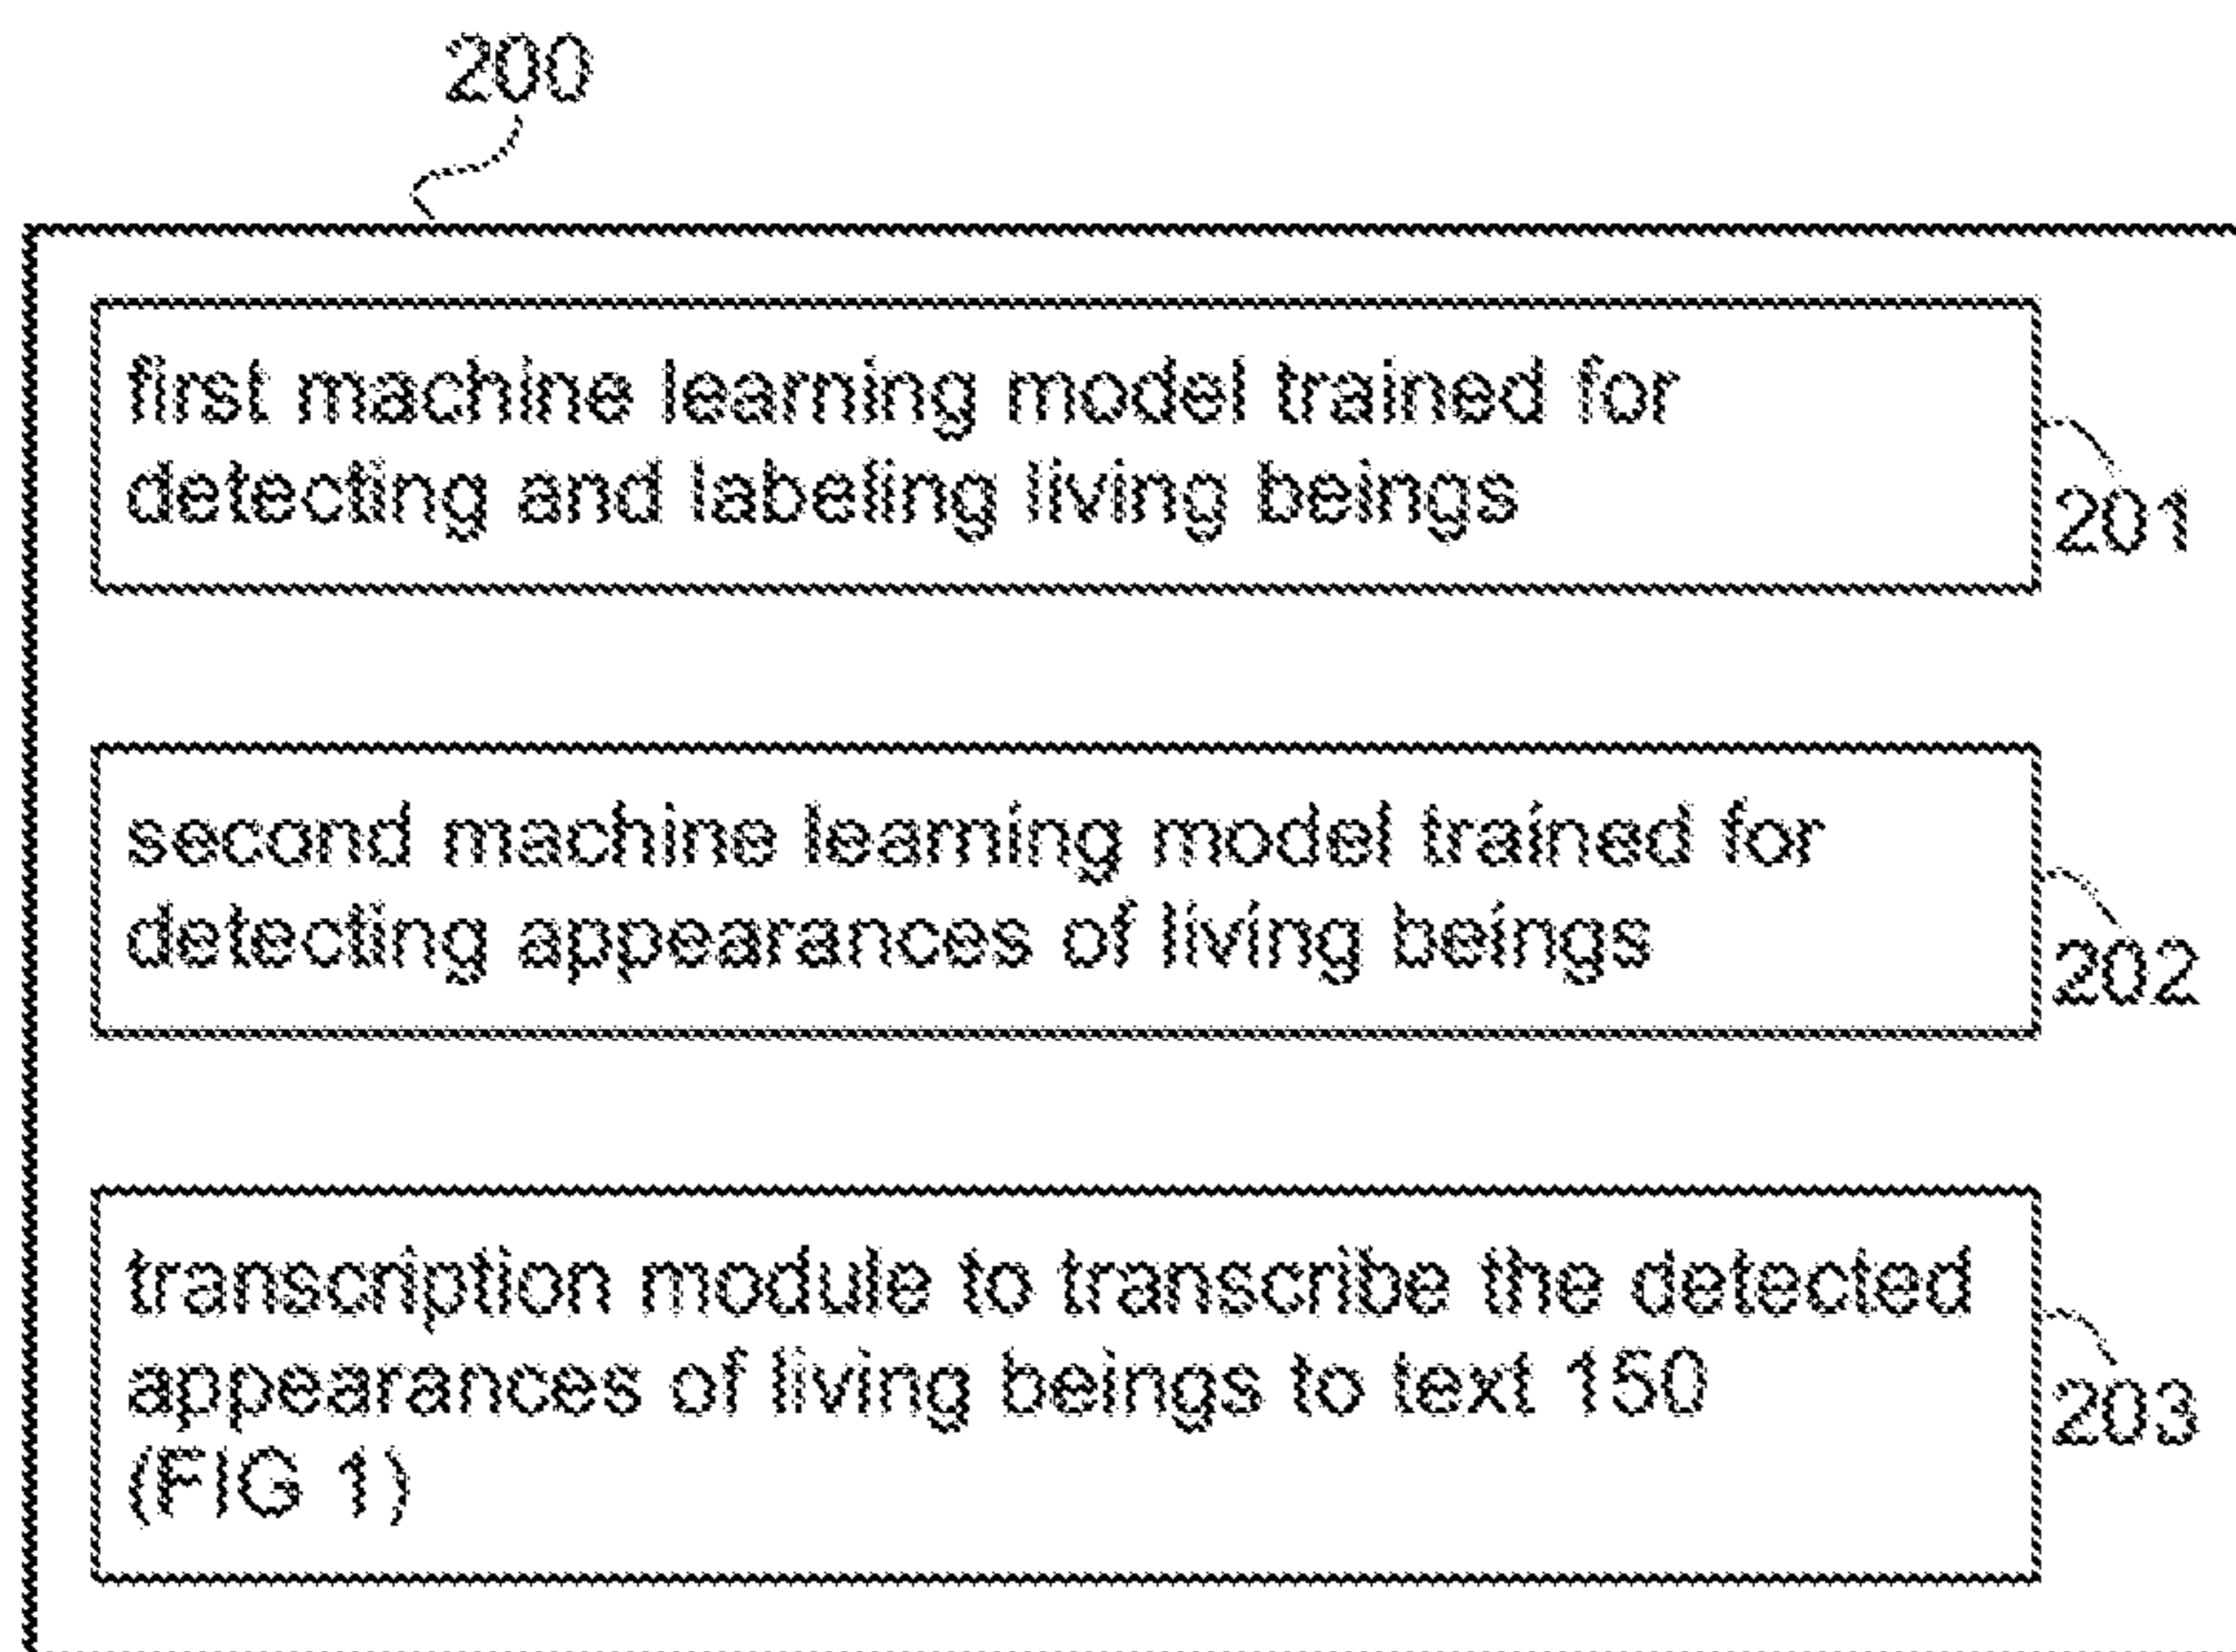 200
first machine learning model trained for
detecting and labeling living beings
201
second machine learning model trained for
detecting appearances of living beings
202
transcription module to transcribe the detected
appearances of living beings to text 150
(FIG 1)
203